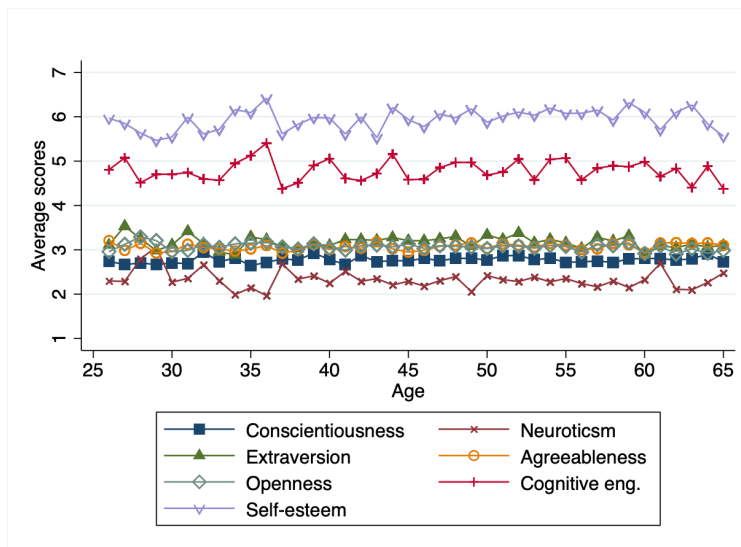 7
6
5
4
3
2
1
Average scores
25 30 35 40 45 50 55 60 65
Age
Conscientiousness Neuroticsm
Extraversion Agreeableness
Openness Cognitive eng.
Self-esteem